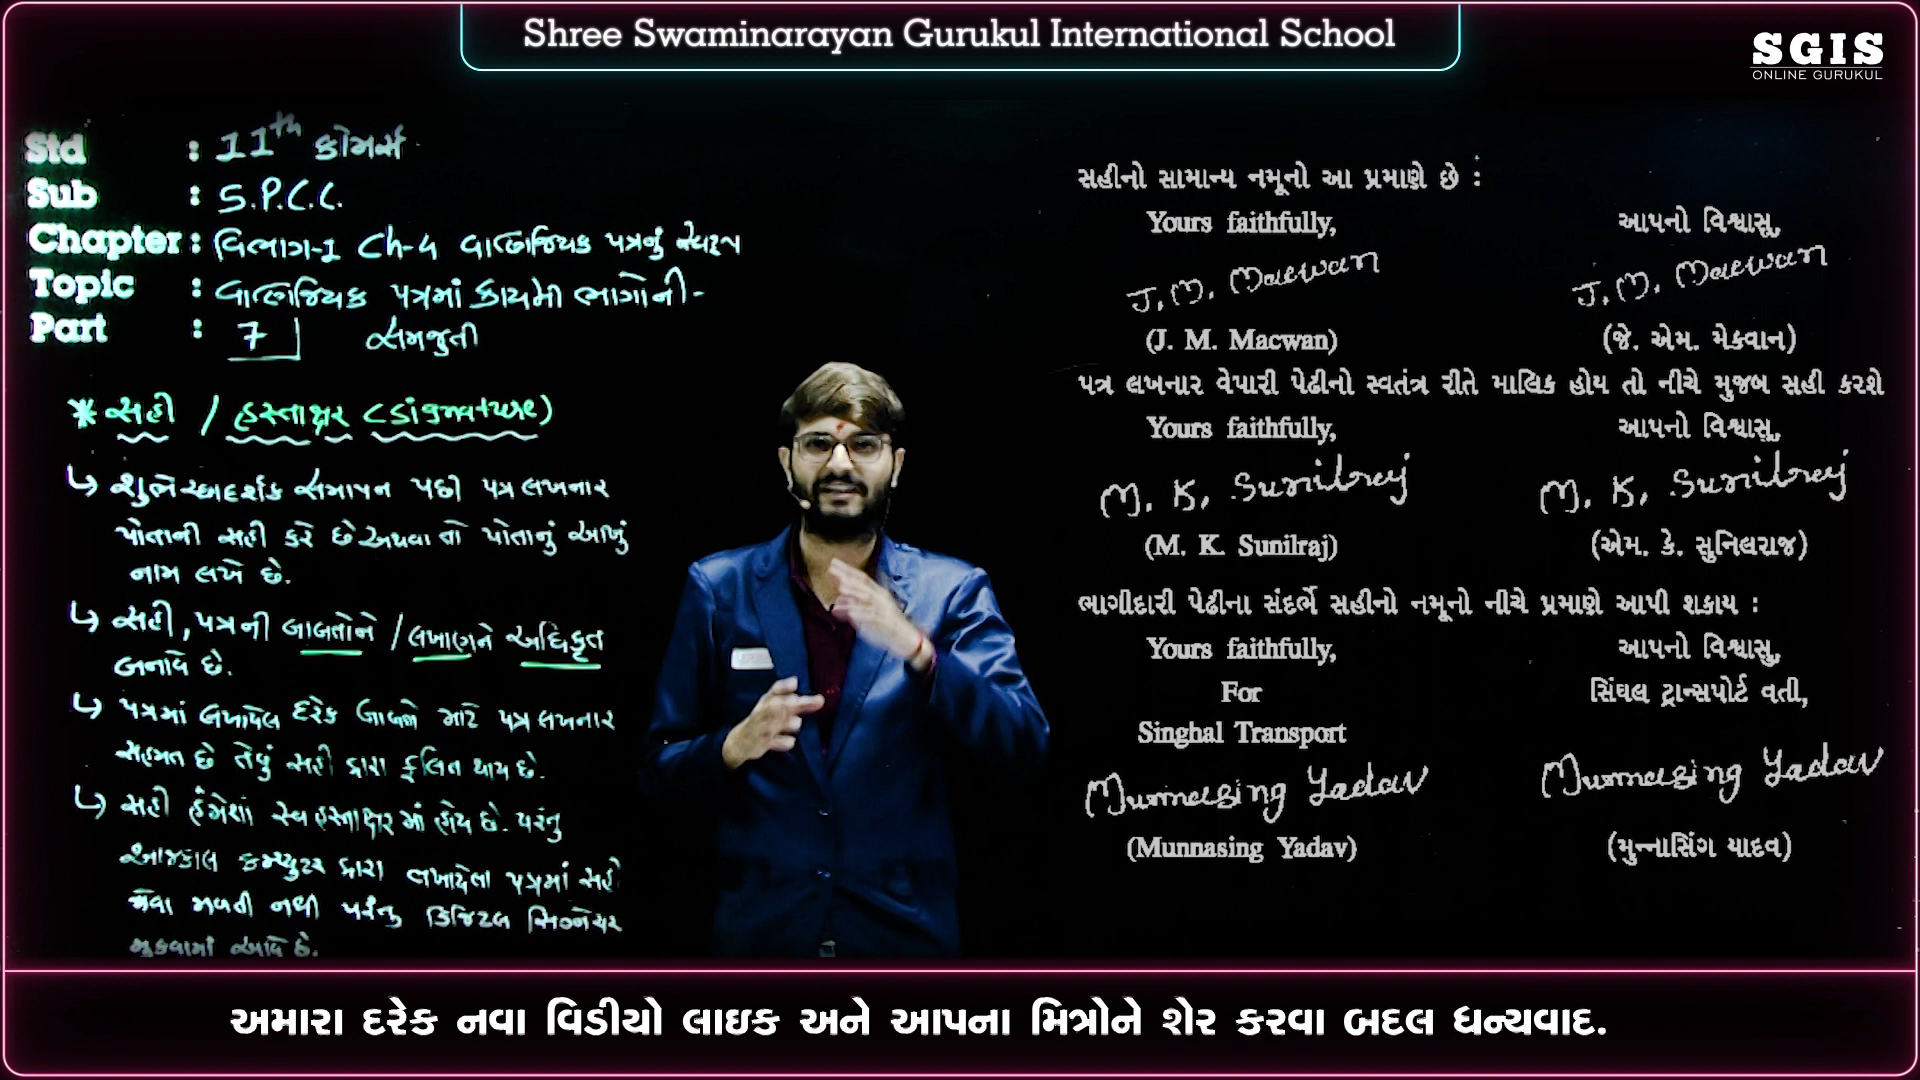 Shree Swaminarayan Gurukul International School
SGIS
ONLINE GURUKUL
Std : 11th કોમર્સ
Sub : S.P.C.C.
Chapter : વિભાગ-1 Ch-4 વાણિજ્યિક પત્રનું સ્વરૂપ
Topic : વાણિજ્યિક પત્રમાં કાયમી ભાગોની-
Part : 7 સમજુતી
* સહી / હસ્તાક્ષર (Signature)
↳ શુભેચ્છાદર્શક સમાપન પછી પત્ર લખનાર
પોતાની સહી કરે છે અથવા તો પોતાનું આખું
નામ લખે છે.
↳ સહી, પત્રની બાબતોને / લખાણને અધિકૃત
બનાવે છે.
↳ પત્રમાં લખાયેલ દરેક બાબત માટે પત્ર લખનાર
સહમત છે તેવું સહી દ્વારા ફલિત થાય છે.
↳ સહી હંમેશાં સ્વહસ્તાક્ષરમાં હોય છે. પરંતુ
આજકાલ કમ્પ્યુટર દ્વારા લખાયેલા પત્રમાં સહી
જોવા મળતી નથી પરંતુ ડિજિટલ સિગ્નેચર
મૂકવામાં આવે છે.
સહીનો સામાન્ય નમૂનો આ પ્રમાણે છે :
Yours faithfully, આપનો વિશ્વાસુ,
J. M. Macwan J. M. Macwan
(J. M. Macwan) (જે. એમ. મેકવાન)
પત્ર લખનાર વેપારી પેઢીનો સ્વતંત્ર રીતે માલિક હોય તો નીચે મુજબ સહી કરશે
Yours faithfully, આપનો વિશ્વાસુ,
M. K. Sunilraj M. K. Sunilraj
(M. K. Sunilraj) (એમ. કે. સુનિલરાજ)
ભાગીદારી પેઢીના સંદર્ભે સહીનો નમૂનો નીચે પ્રમાણે આપી શકાય :
Yours faithfully, આપનો વિશ્વાસુ,
For સિંઘલ ટ્રાન્સપોર્ટ વતી,
Singhal Transport
Munnasing Yadav Munnasing Yadav
(Munnasing Yadav) (મુન્નાસિંગ યાદવ)
અમારા દરેક નવા વિડીયો લાઇક અને આપના મિત્રોને શેર કરવા બદલ ધન્યવાદ.